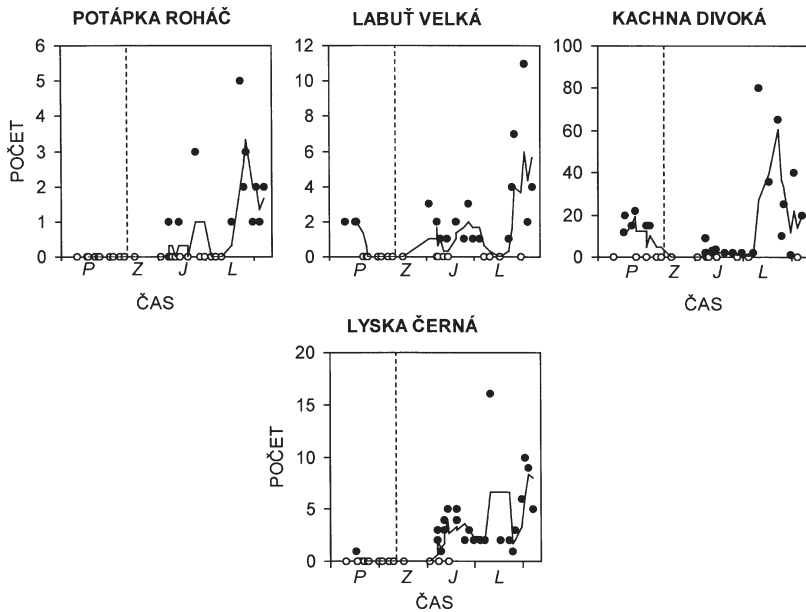 POTÁPKA ROHÁČ
LABUŤ VELKÁ
KACHNA DIVOKÁ
POČET
6
5
4
3
2
1
0
P Z J L
ČAS
12
10
8
6
4
2
0
P Z J L
ČAS
100
80
60
40
20
0
P Z J L
ČAS
LYSKA ČERNÁ
POČET
20
15
10
5
0
P Z J L
ČAS